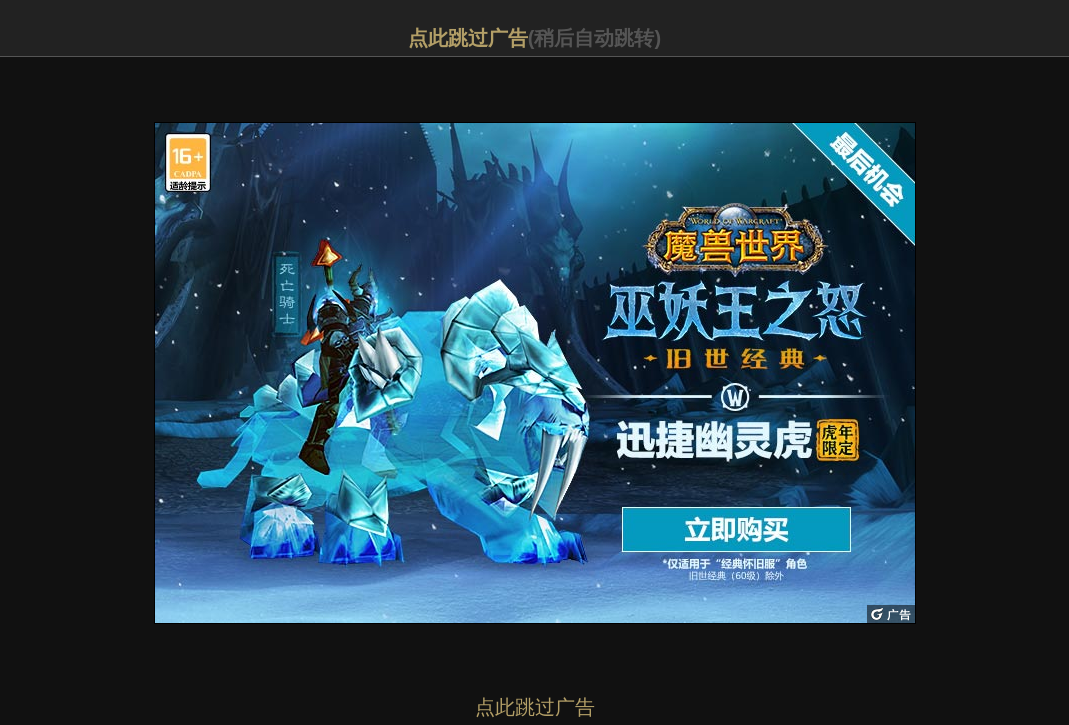 点此跳过广告(稍后自动跳转)
16+
CADPA
适龄提示
最后机会
WORLD OF WARCRAFT
魔兽世界
死亡骑士
巫妖王之怒
旧世经典
W
迅捷幽灵虎 虎年限定
立即购买
*仅适用于“经典怀旧服”角色
旧世经典（60级）除外
广告
点此跳过广告